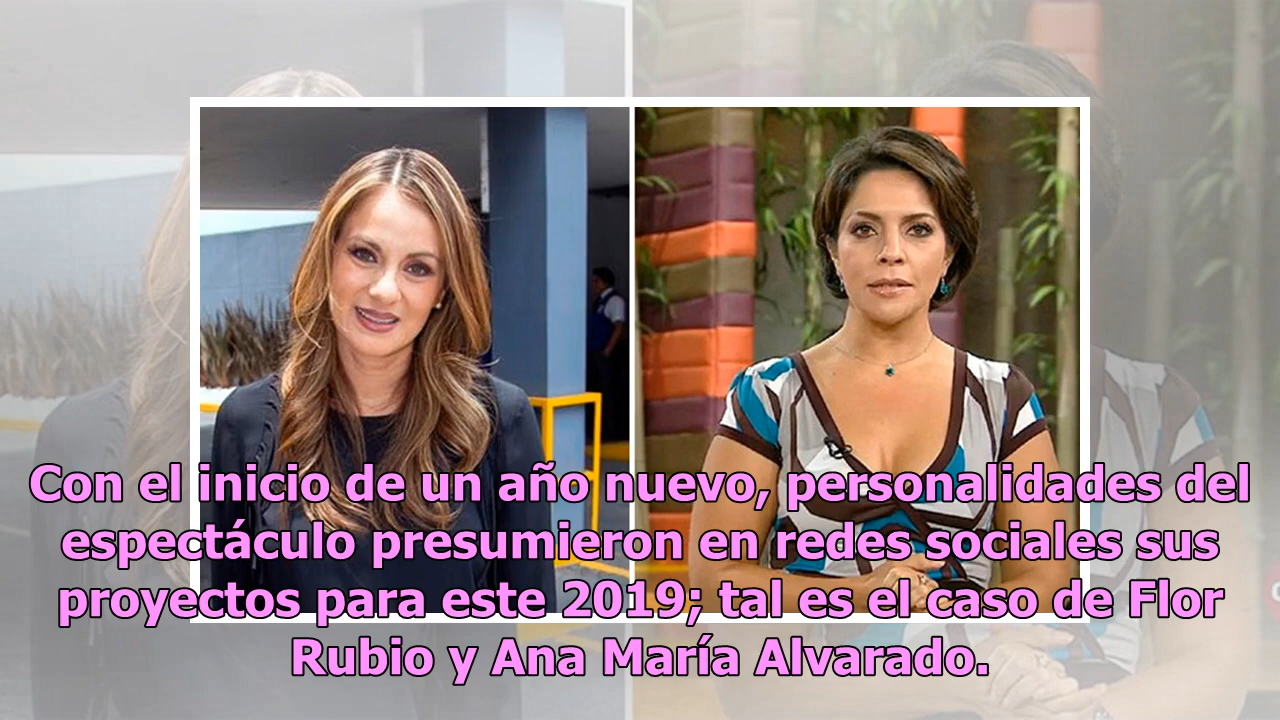 Con el inicio de un año nuevo, personalidades del
espectáculo presumieron en redes sociales sus
proyectos para este 2019; tal es el caso de Flor
Rubio y Ana María Alvarado.